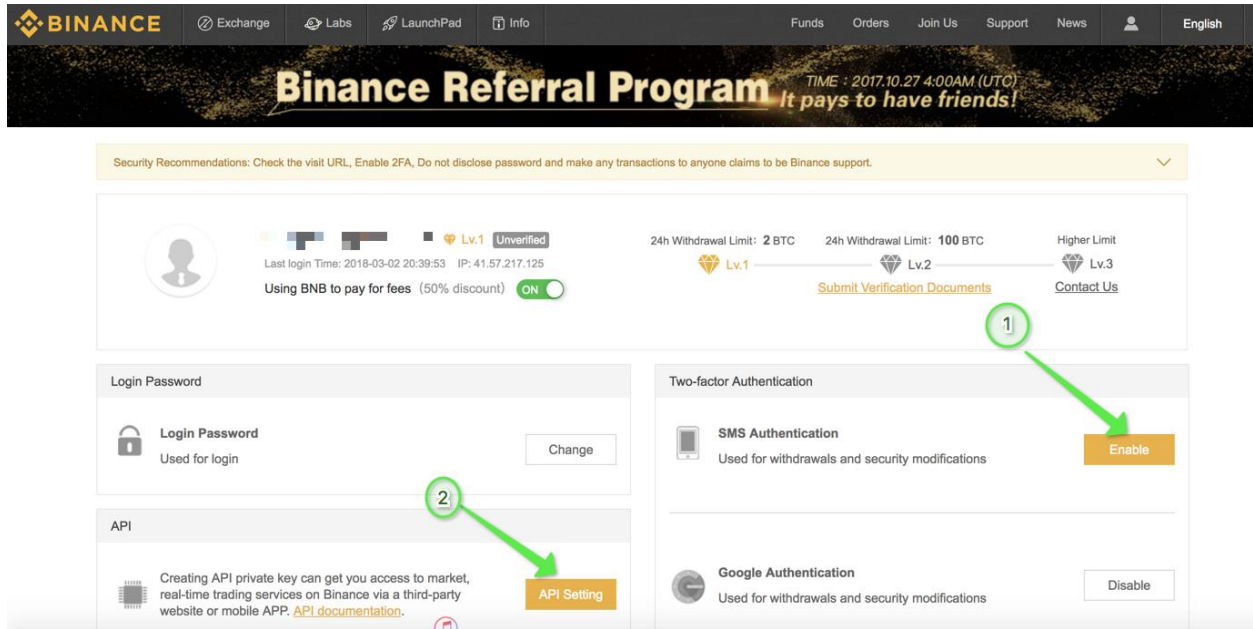 BINANCE Exchange Labs LaunchPad Info Funds Orders Join Us Support News English
Binance Referral Program TIME : 2017.10.27 4:00AM (UTC)
It pays to have friends!
Security Recommendations: Check the visit URL, Enable 2FA, Do not disclose password and make any transactions to anyone claims to be Binance support.
Lv.1 Unverified
Last login Time: 2018-03-02 20:39:53 IP: 41.57.217.125
Using BNB to pay for fees (50% discount) ON
24h Withdrawal Limit: 2 BTC 24h Withdrawal Limit: 100 BTC Higher Limit
Lv.1 Lv.2 Lv.3
Submit Verification Documents Contact Us
1
Login Password
Login Password
Used for login
Change
Two-factor Authentication
SMS Authentication
Used for withdrawals and security modifications
Enable
2
API
Creating API private key can get you access to market,
real-time trading services on Binance via a third-party
website or mobile APP. API documentation.
API Setting
Google Authentication
Used for withdrawals and security modifications
Disable